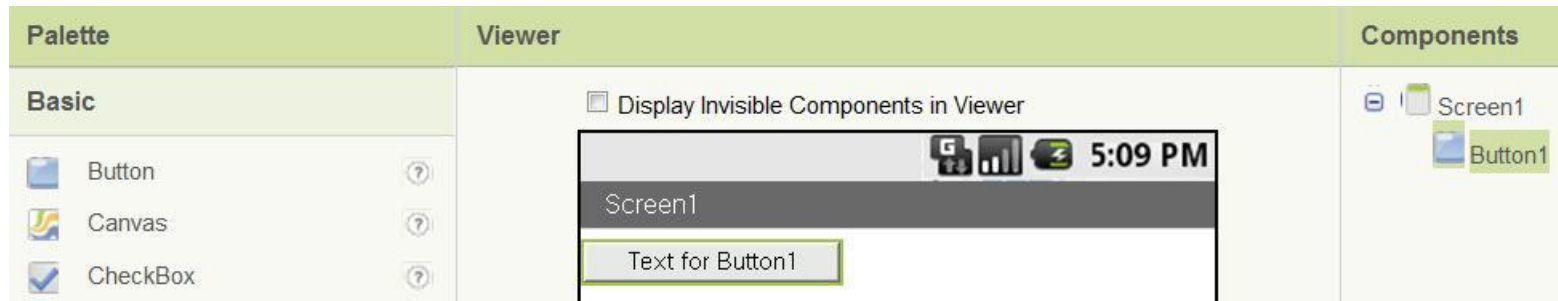 Palette
Viewer
Components
Basic
Display Invisible Components in Viewer
Screen1
Button1
Button ?
Canvas ?
CheckBox ?
G 5:09 PM
Screen1
Text for Button1